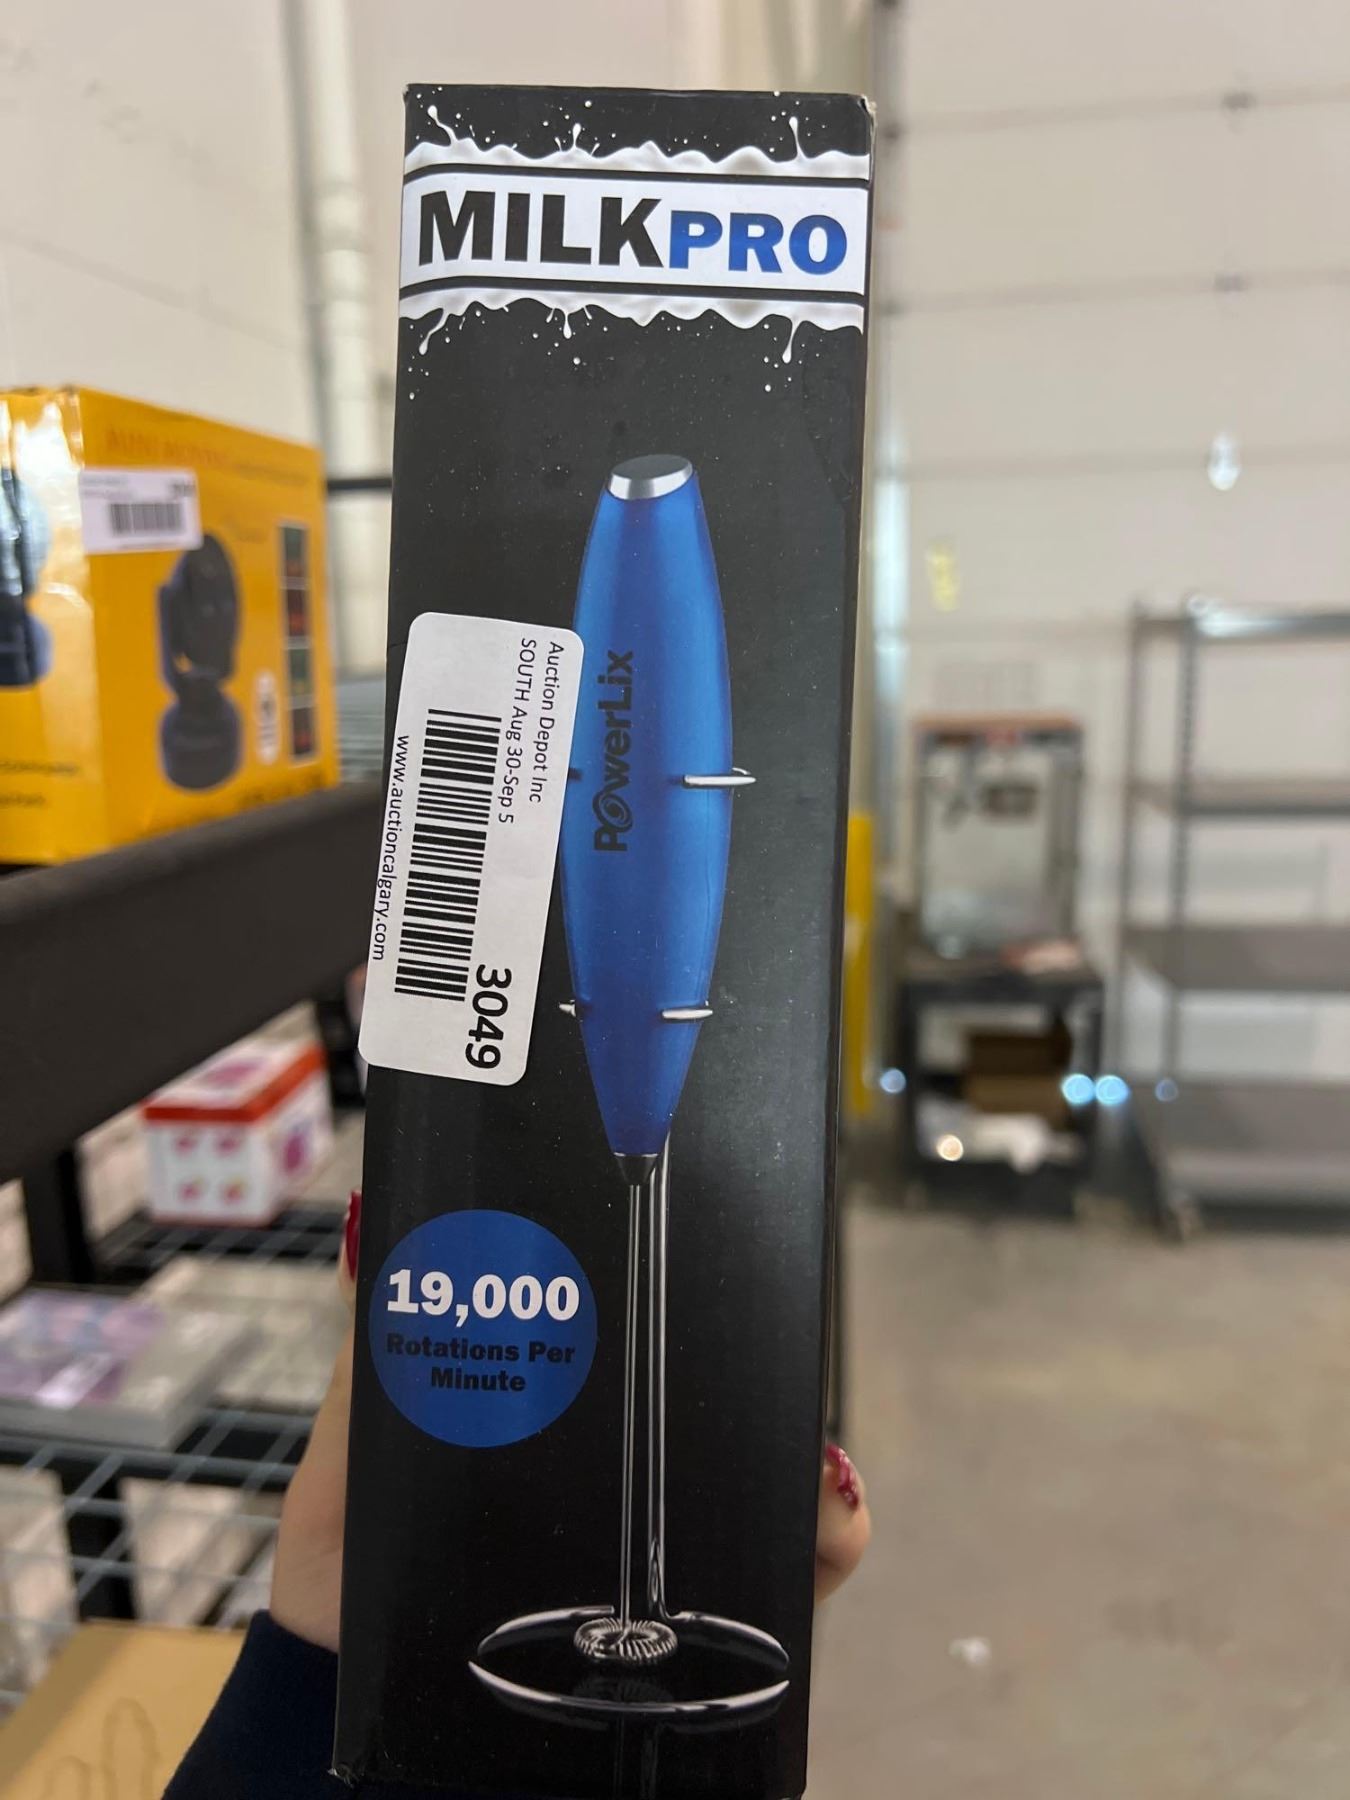 MILKPRO
PowerLix
Auction Depot Inc
SOUTH Aug 30-Sep 5
3049
www.auctioncalgary.com
19,000
Rotations Per
Minute